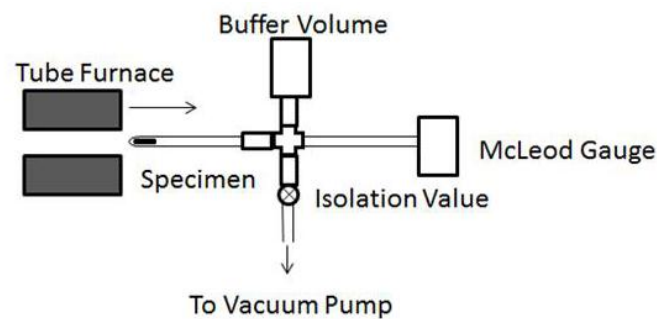 Buffer Volume
Tube Furnace
McLeod Gauge
Specimen
Isolation Value
To Vacuum Pump